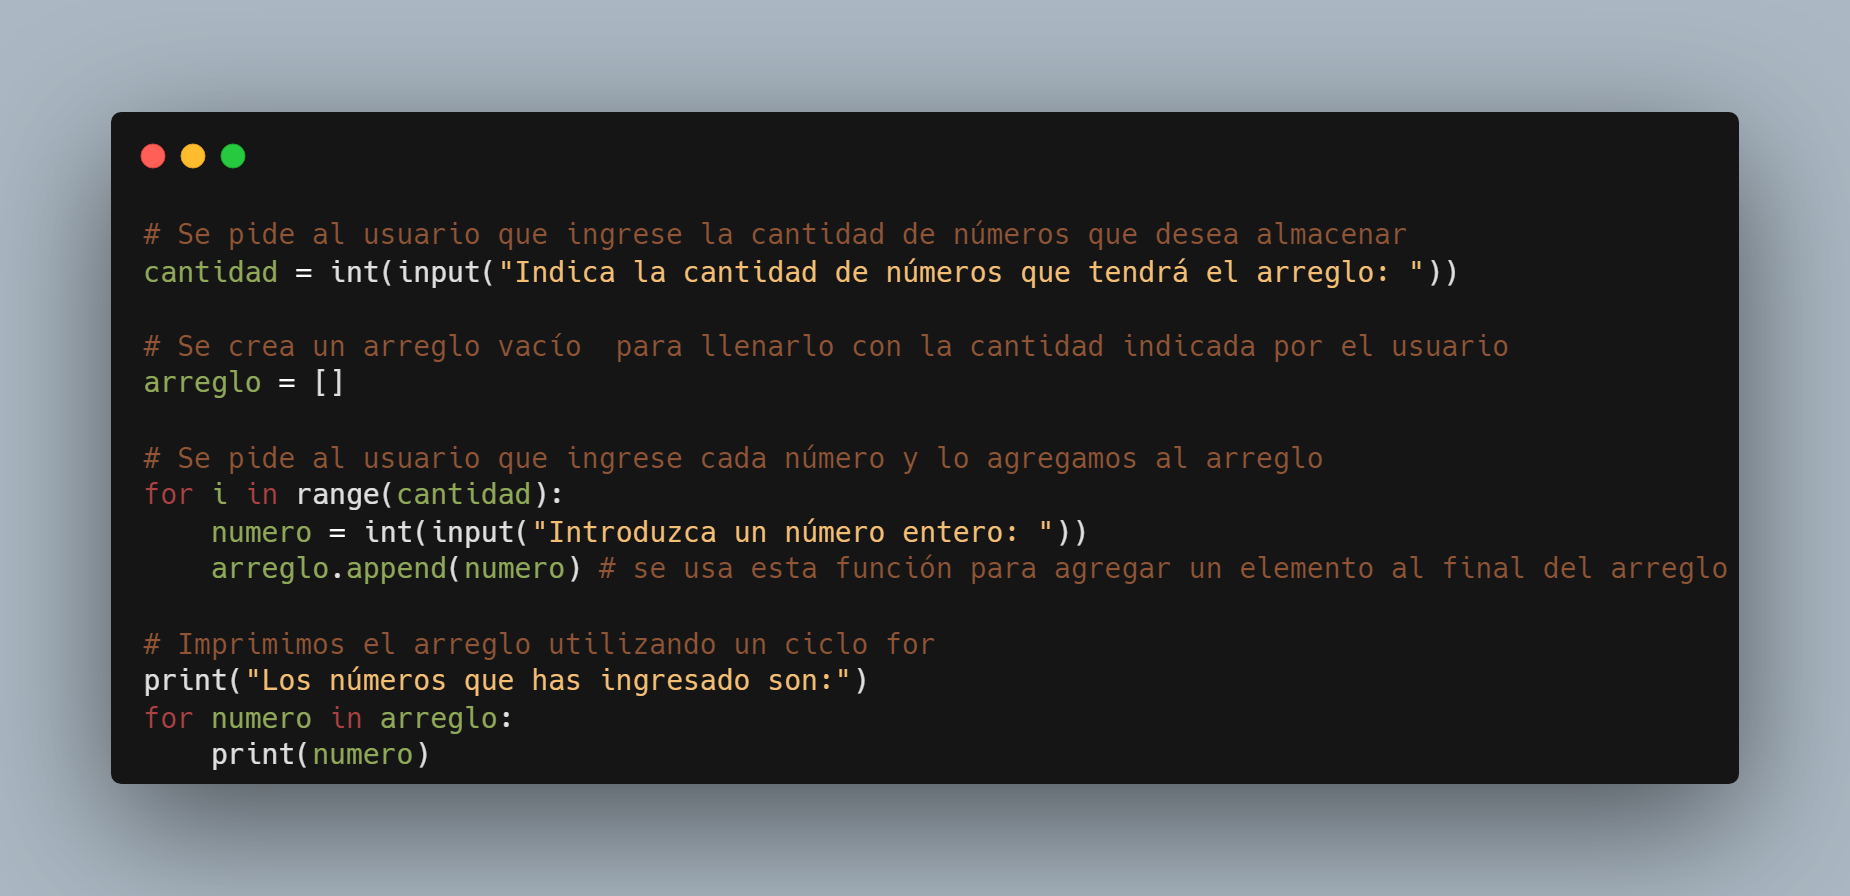 # Se pide al usuario que ingrese la cantidad de números que desea almacenar
cantidad = int(input("Indica la cantidad de números que tendrá el arreglo: "))

# Se crea un arreglo vacío  para llenarlo con la cantidad indicada por el usuario
arreglo = []

# Se pide al usuario que ingrese cada número y lo agregamos al arreglo
for i in range(cantidad):
    numero = int(input("Introduzca un número entero: "))
    arreglo.append(numero) # se usa esta función para agregar un elemento al final del arreglo

# Imprimimos el arreglo utilizando un ciclo for
print("Los números que has ingresado son:")
for numero in arreglo:
    print(numero)